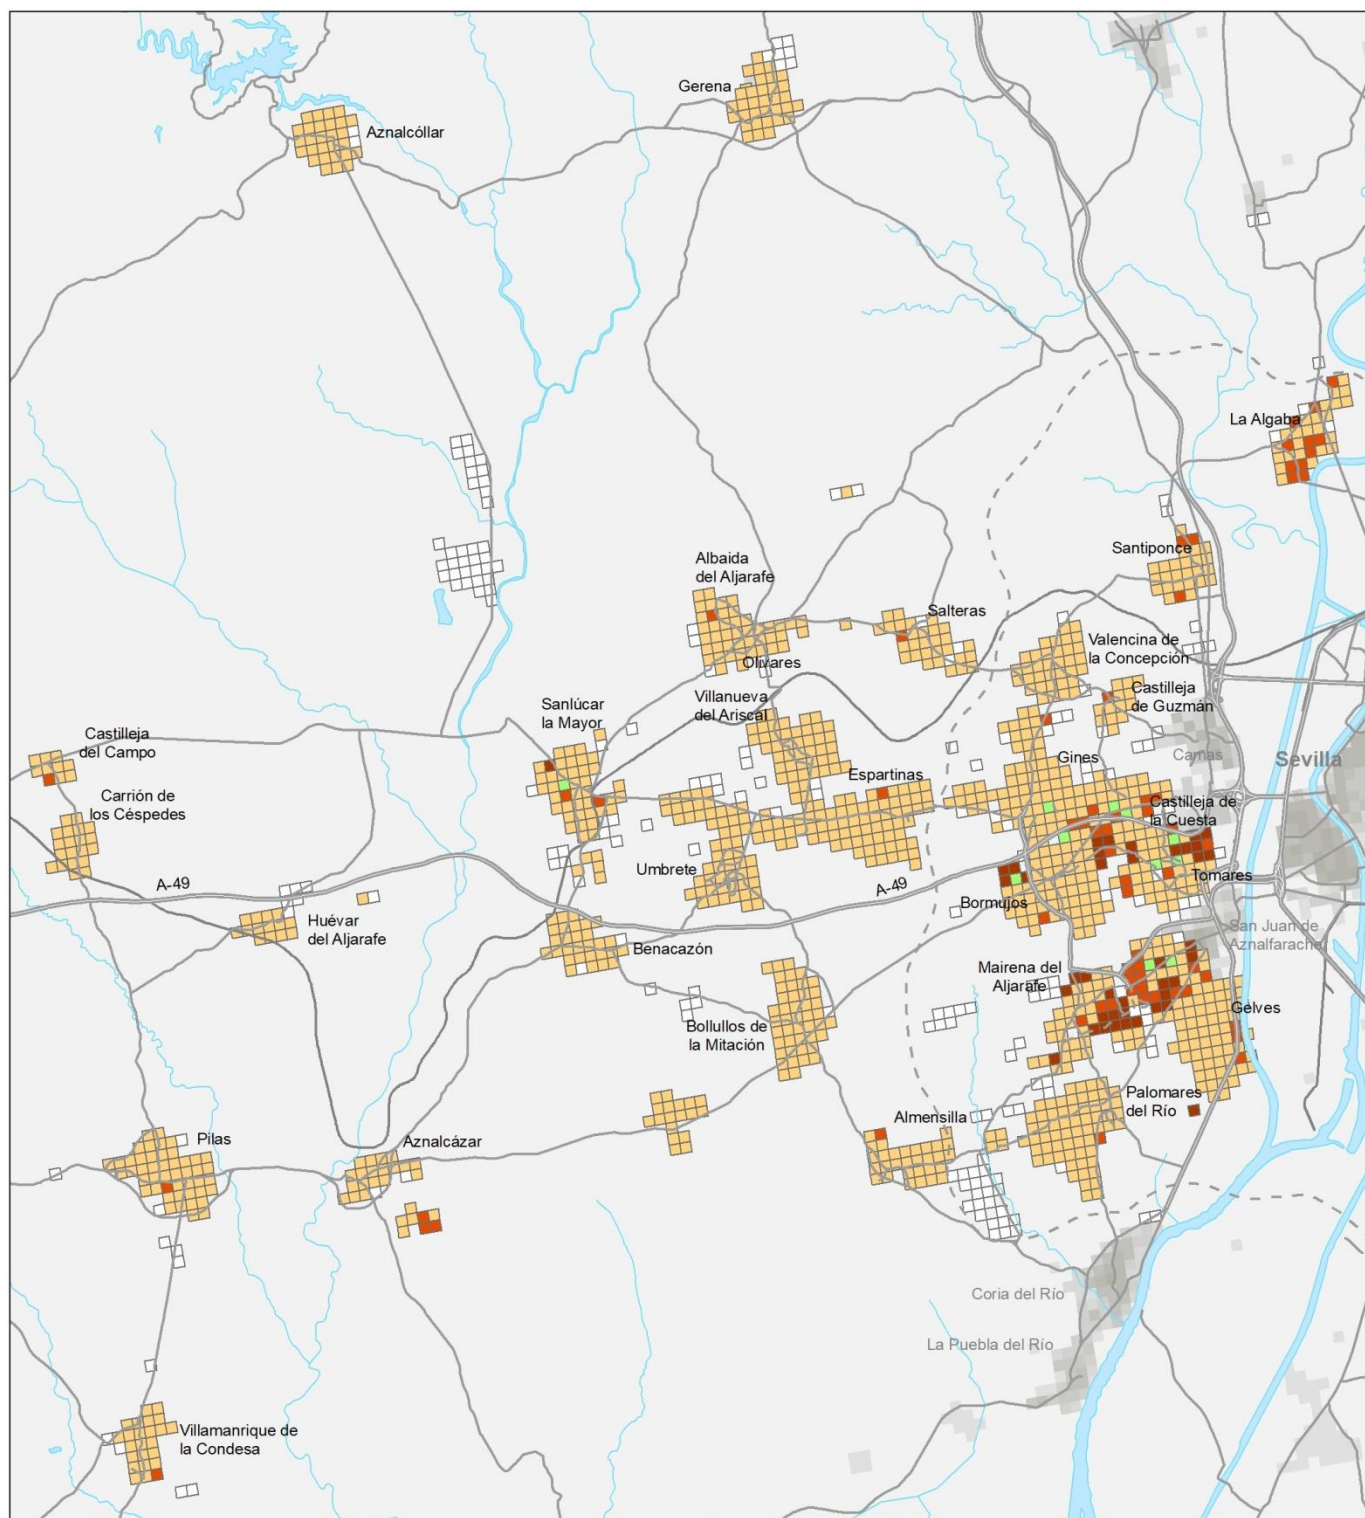 Gerena
Aznalcóllar
La Algaba
Santiponce
Albaida
del Aljarafe
Salteras
Valencina de
la Concepción
Olivares
Castilleja
de Guzmán
Villanueva
del Ariscal
Sanlúcar
la Mayor
Castilleja
del Campo
Camas
Sevilla
Gines
Espartinas
Carrión de
los Céspedes
Castilleja de
la Cuesta
Umbrete
Tomares
A-49
A-49
Bormujos
Huévar
del Aljarafe
San Juan de
Aznalfarache
Benacazón
Mairena del
Aljarafe
Gelves
Bollullos de
la Mitación
Palomares
del Río
Almensilla
Pilas
Aznalcázar
Coria del Río
La Puebla del Río
Villamanrique de
la Condesa